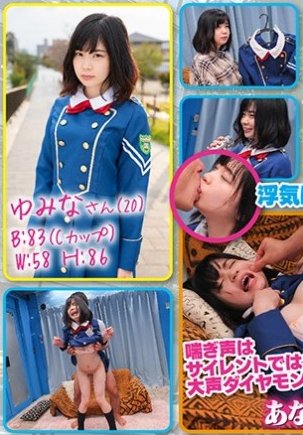 ゆみなさん(20)
B:83(Cカップ)
W:58 H:86
浮気
喘ぎ声は
サイレントでは
大声ダイヤモン
あな